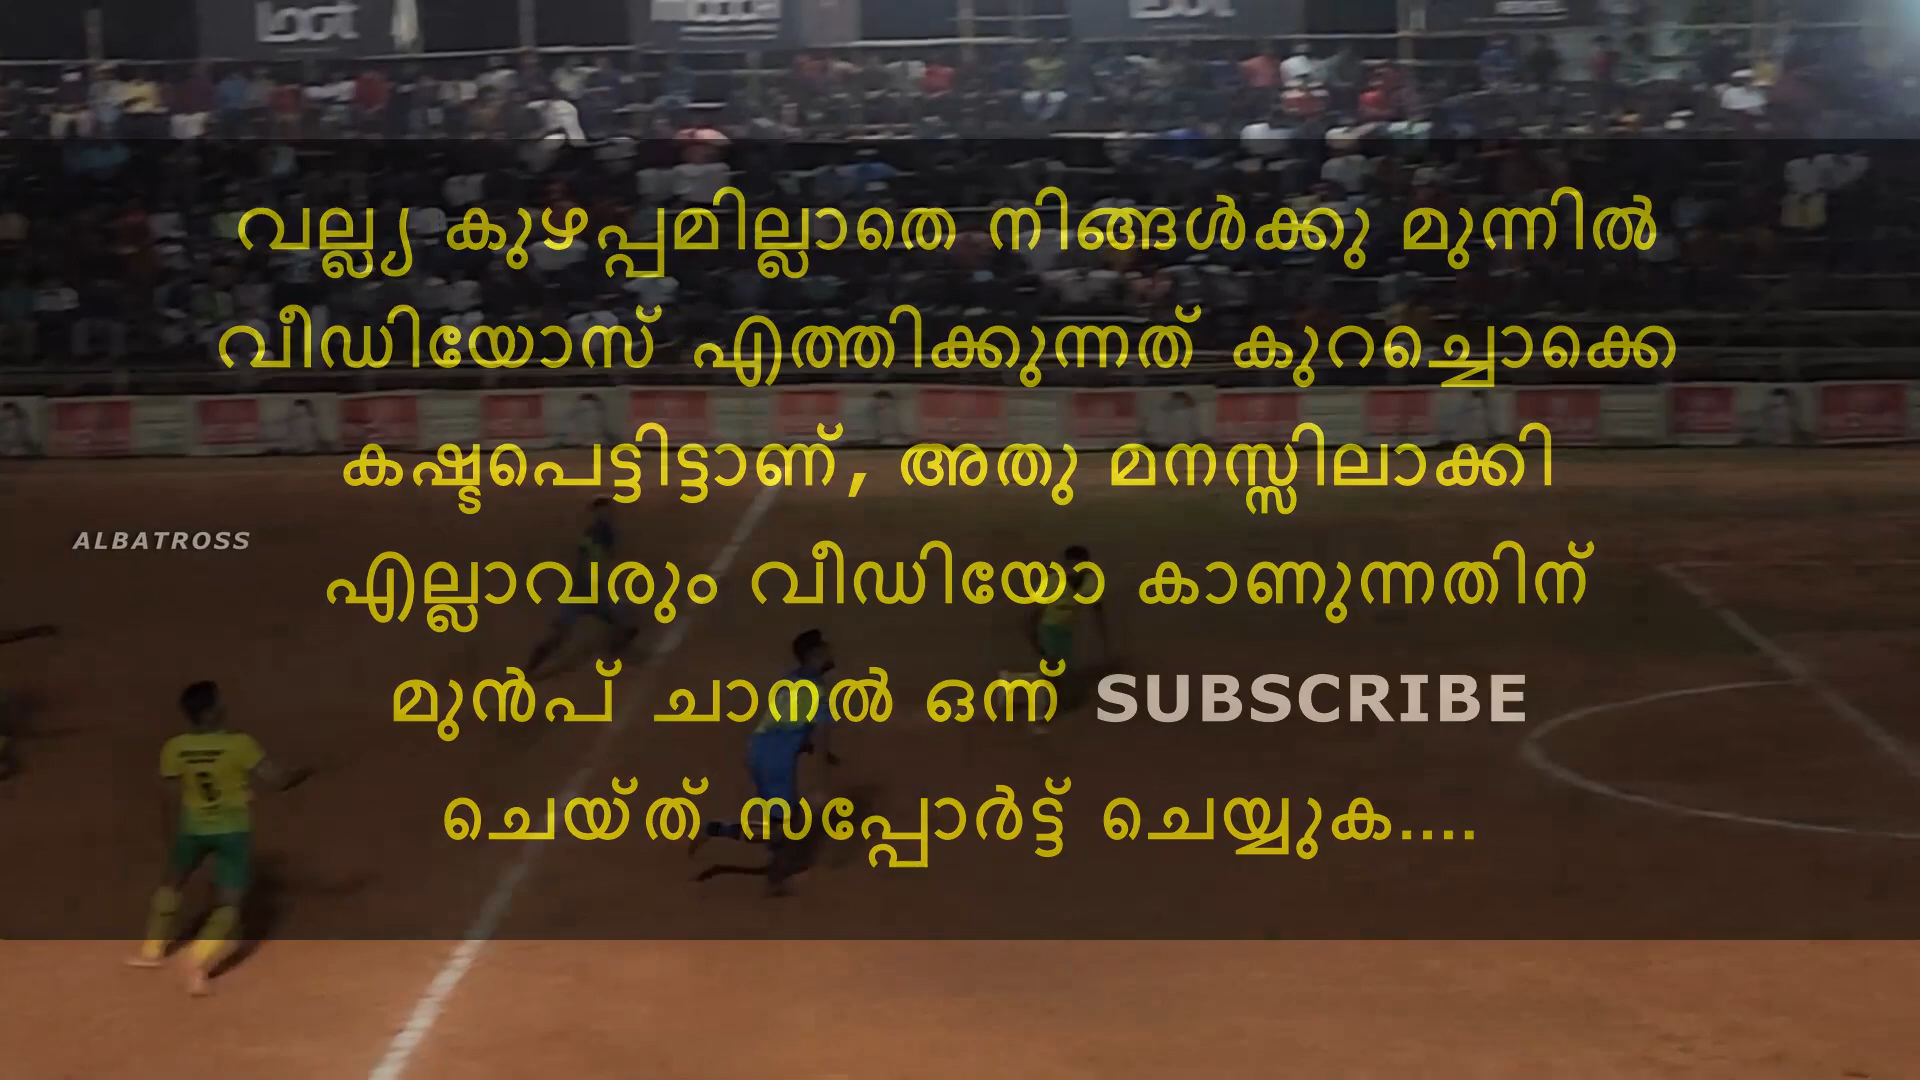 വല്ല്യ കുഴപ്പമില്ലാതെ നിങ്ങൾക്കു മുന്നിൽ
വീഡിയോസ് എത്തിക്കുന്നത് കുറച്ചൊക്കെ
കഷ്ടപെട്ടിട്ടാണ്, അതു മനസ്സിലാക്കി
ALBATROSS
എല്ലാവരും വീഡിയോ കാണുന്നതിന്
മുൻപ് ചാനൽ ഒന്ന് SUBSCRIBE
ചെയ്ത് സപ്പോർട്ട് ചെയ്യുക....